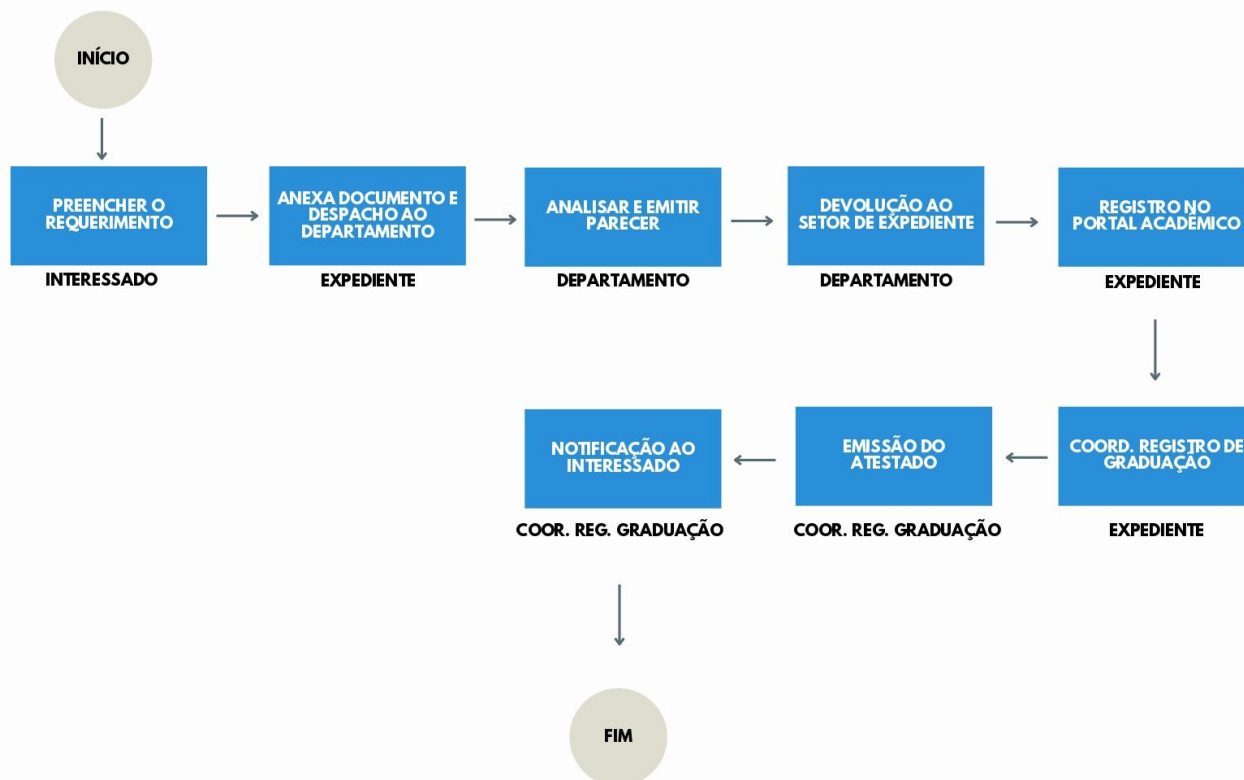 INÍCIO
PREENCHER O
REQUERIMENTO
INTERESSADO
ANEXA DOCUMENTO E
DESPACHO AO
DEPARTAMENTO
EXPEDIENTE
ANALISAR E EMITIR
PARECER
DEPARTAMENTO
DEVOLUÇÃO AO
SETOR DE EXPEDIENTE
DEPARTAMENTO
REGISTRO NO
PORTAL ACADÊMICO
EXPEDIENTE
COORD. REGISTRO DE
GRADUAÇÃO
EXPEDIENTE
EMISSÃO DO
ATESTADO
COOR. REG. GRADUAÇÃO
NOTIFICAÇÃO AO
INTERESSADO
COOR. REG. GRADUAÇÃO
FIM